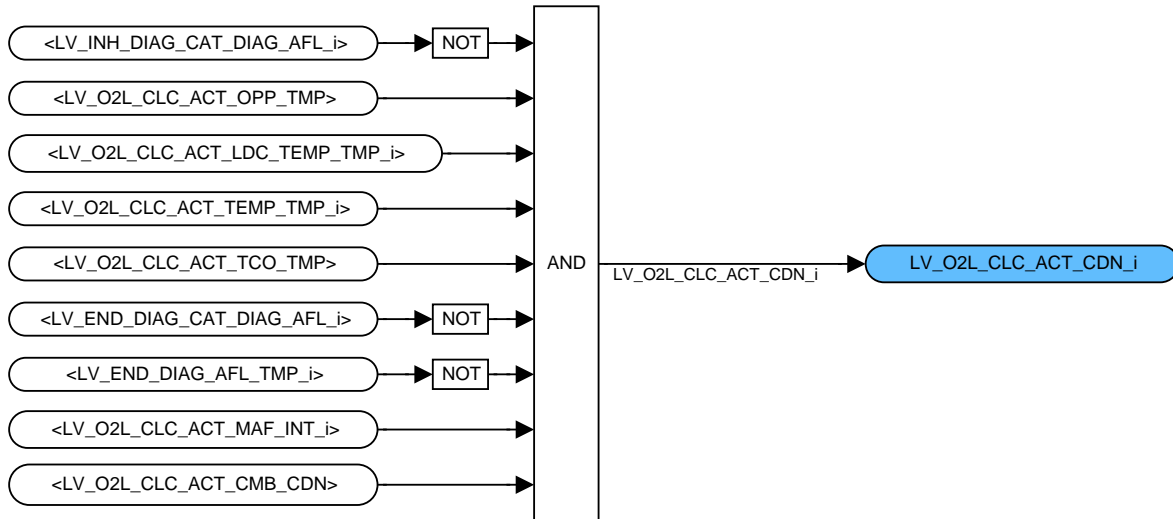 <LV_INH_DIAG_CAT_DIAG_AFL_i>
NOT
<LV_O2L_CLC_ACT_OPP_TMP>
<LV_O2L_CLC_ACT_LDC_TEMP_TMP_i>
<LV_O2L_CLC_ACT_TEMP_TMP_i>
<LV_O2L_CLC_ACT_TCO_TMP>
AND
LV_O2L_CLC_ACT_CDN_i
LV_O2L_CLC_ACT_CDN_i
<LV_END_DIAG_CAT_DIAG_AFL_i>
NOT
<LV_END_DIAG_AFL_TMP_i>
NOT
<LV_O2L_CLC_ACT_MAF_INT_i>
<LV_O2L_CLC_ACT_CMB_CDN>